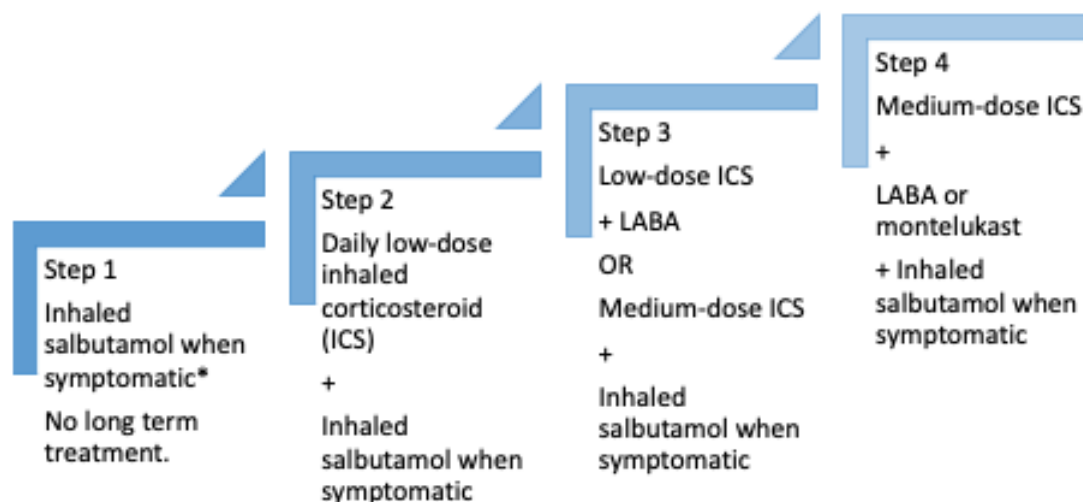 Step 1
Inhaled
salbutamol when
symptomatic*
No long term
treatment.
Step 2
Daily low-dose
inhaled
corticosteroid
(ICS)
+
Inhaled
salbutamol when
symptomatic
Step 3
Low-dose ICS
+ LABA
OR
Medium-dose ICS
+
Inhaled
salbutamol when
symptomatic
Step 4
Medium-dose ICS
+
LABA or
montelukast
+ Inhaled
salbutamol when
symptomatic